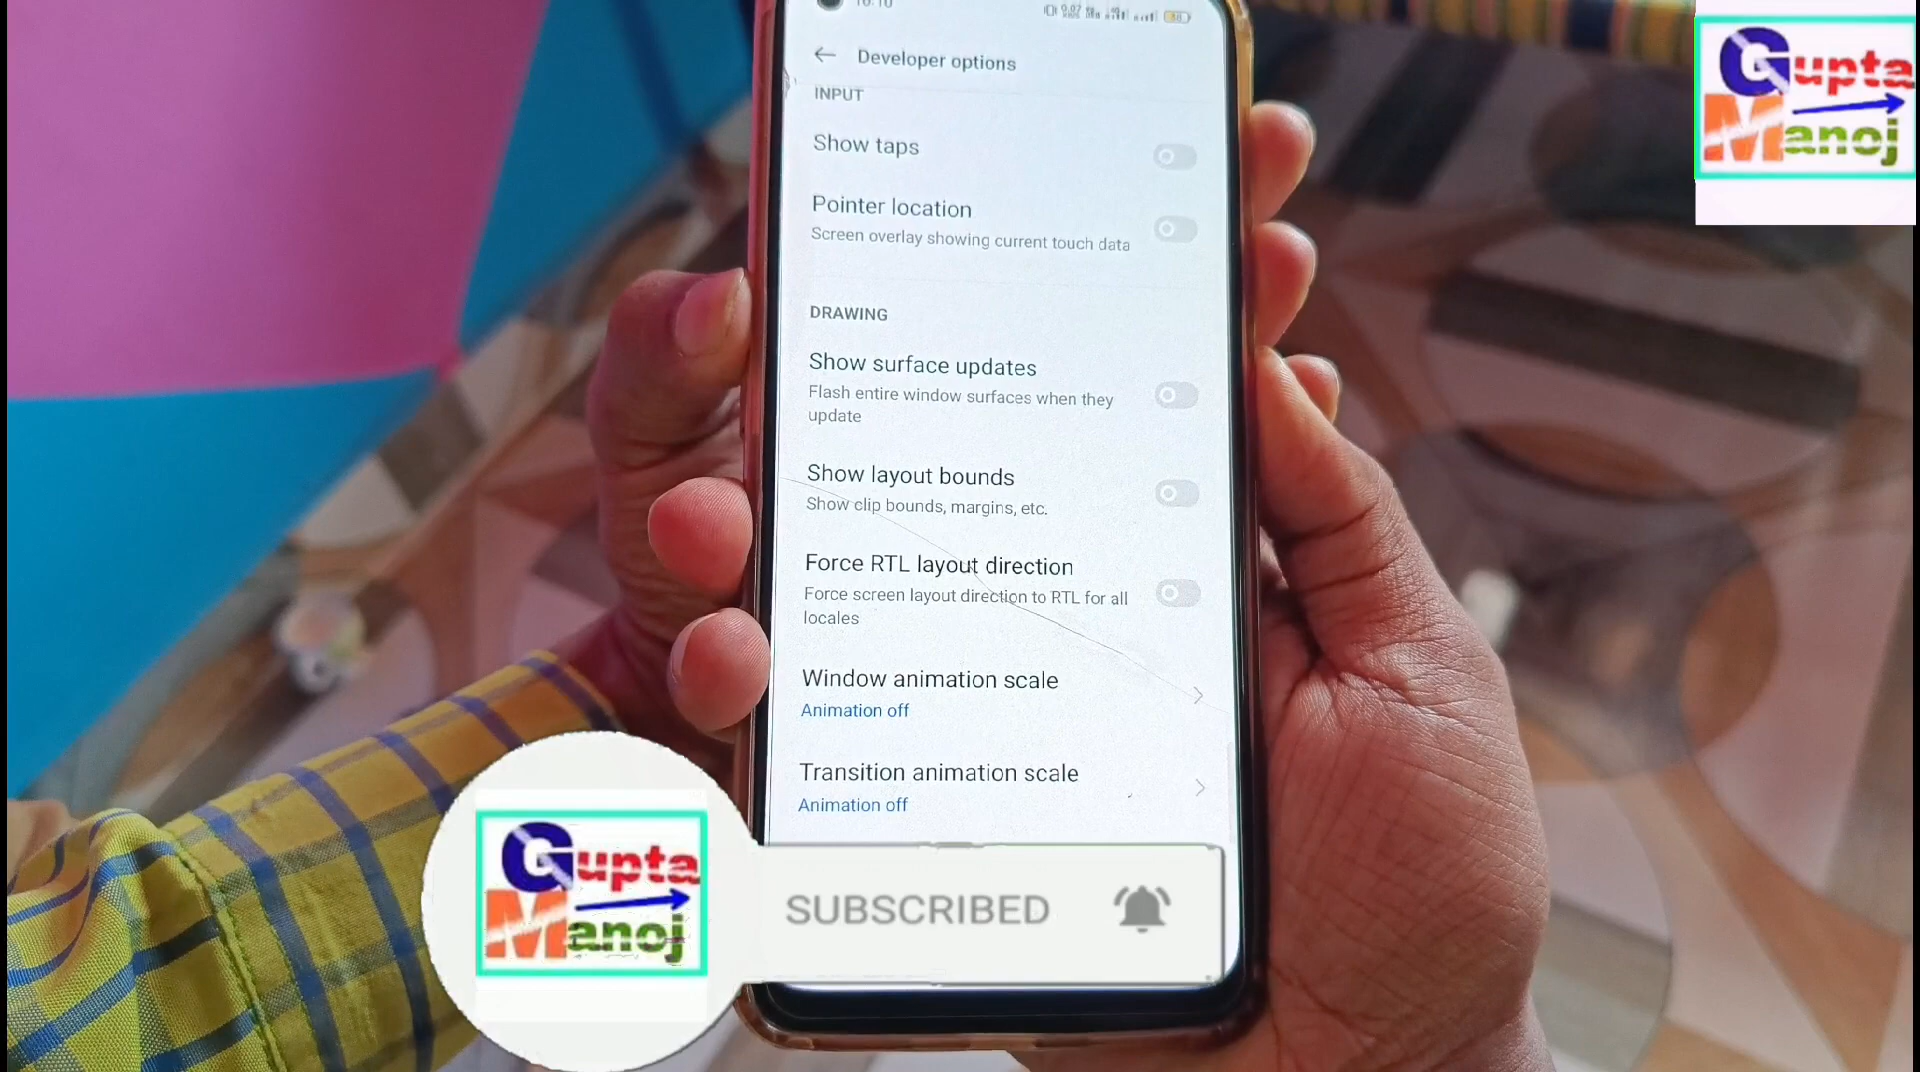 Developer options
INPUT
Show taps
Pointer location
Screen overlay showing current touch data
DRAWING
Show surface updates
Flash entire window surfaces when they
update
Show layout bounds
Show clip bounds, margins, etc.
Force RTL layout direction
Force screen layout direction to RTL for all
locales
Window animation scale
Animation off
Transition animation scale
Animation off
Gupta
Manoj
Gupta
Manoj
SUBSCRIBED